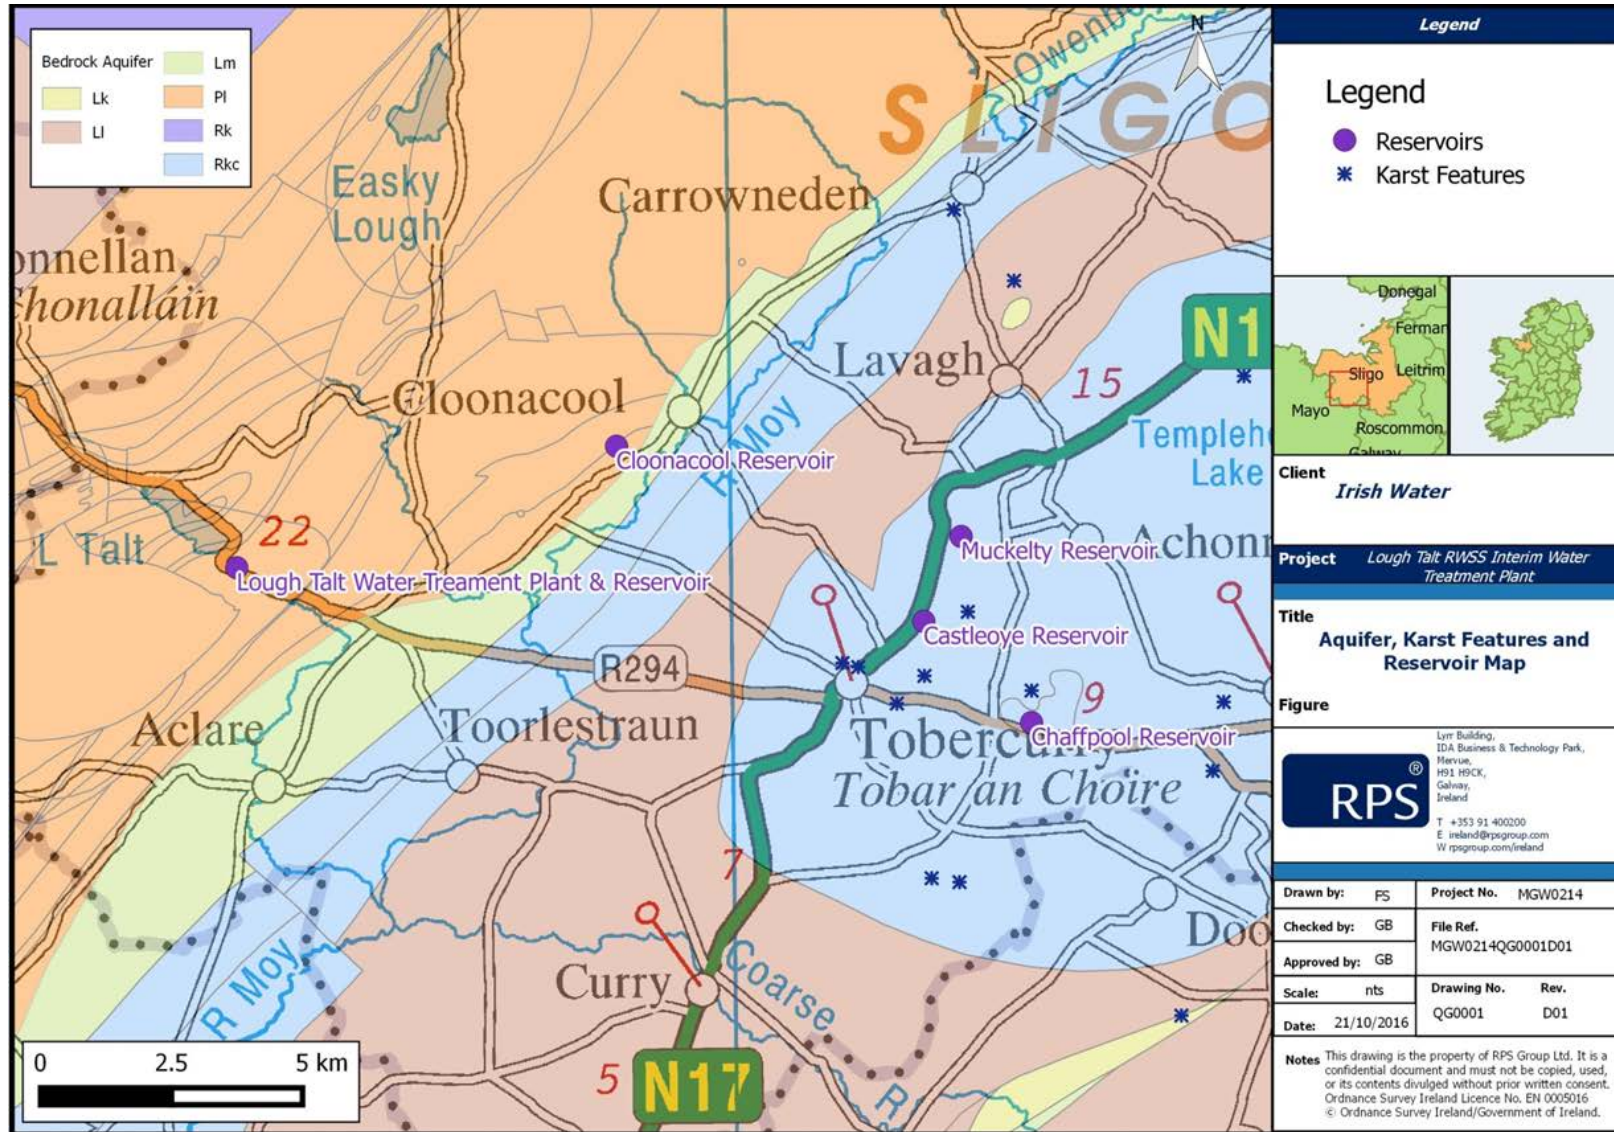 Bedrock Aquifer
Lk
Ll
Lm
Pl
Rk
Rkc
N
Owenbo
SLIGO
Easky
Lough
Carrowneden
onnellan
Chonalláin
Lavagh
15
N1
Cloonacool
R Moy
Templeh
Lake
Cloonacool Reservoir
22
L Talt
Lough Talt Water Treament Plant & Reservoir
Muckelty Reservoir
Achonr
Castleoye Reservoir
R294
9
Aclare
Toorlestraun
Tobercurry
Chaffpool Reservoir
Tobar an Choire
7
R Moy
Curry
Coarse
R
Doo
5
N17
0 2.5 5 km
Legend
Legend
Reservoirs
Karst Features
Donegal
Ferman
Sligo
Leitrim
Mayo
Roscommon
Galway
Client
Irish Water
Project Lough Talt RWSS Interim Water
Treatment Plant
Title
Aquifer, Karst Features and
Reservoir Map
Figure
RPS®
Lyrr Building,
IDA Business & Technology Park,
Mervue,
H91 H9CK,
Galway,
Ireland
T +353 91 400200
E ireland@rpsgroup.com
W rpsgroup.com/ireland
Drawn by: FS
Project No. MGW0214
Checked by: GB
File Ref.
MGW0214QG0001D01
Approved by: GB
Scale: nts
Drawing No. Rev.
QG0001 D01
Date: 21/10/2016
Notes This drawing is the property of RPS Group Ltd. It is a
confidential document and must not be copied, used,
or its contents divulged without prior written consent.
Ordnance Survey Ireland Licence No. EN 0005016
© Ordnance Survey Ireland/Government of Ireland.